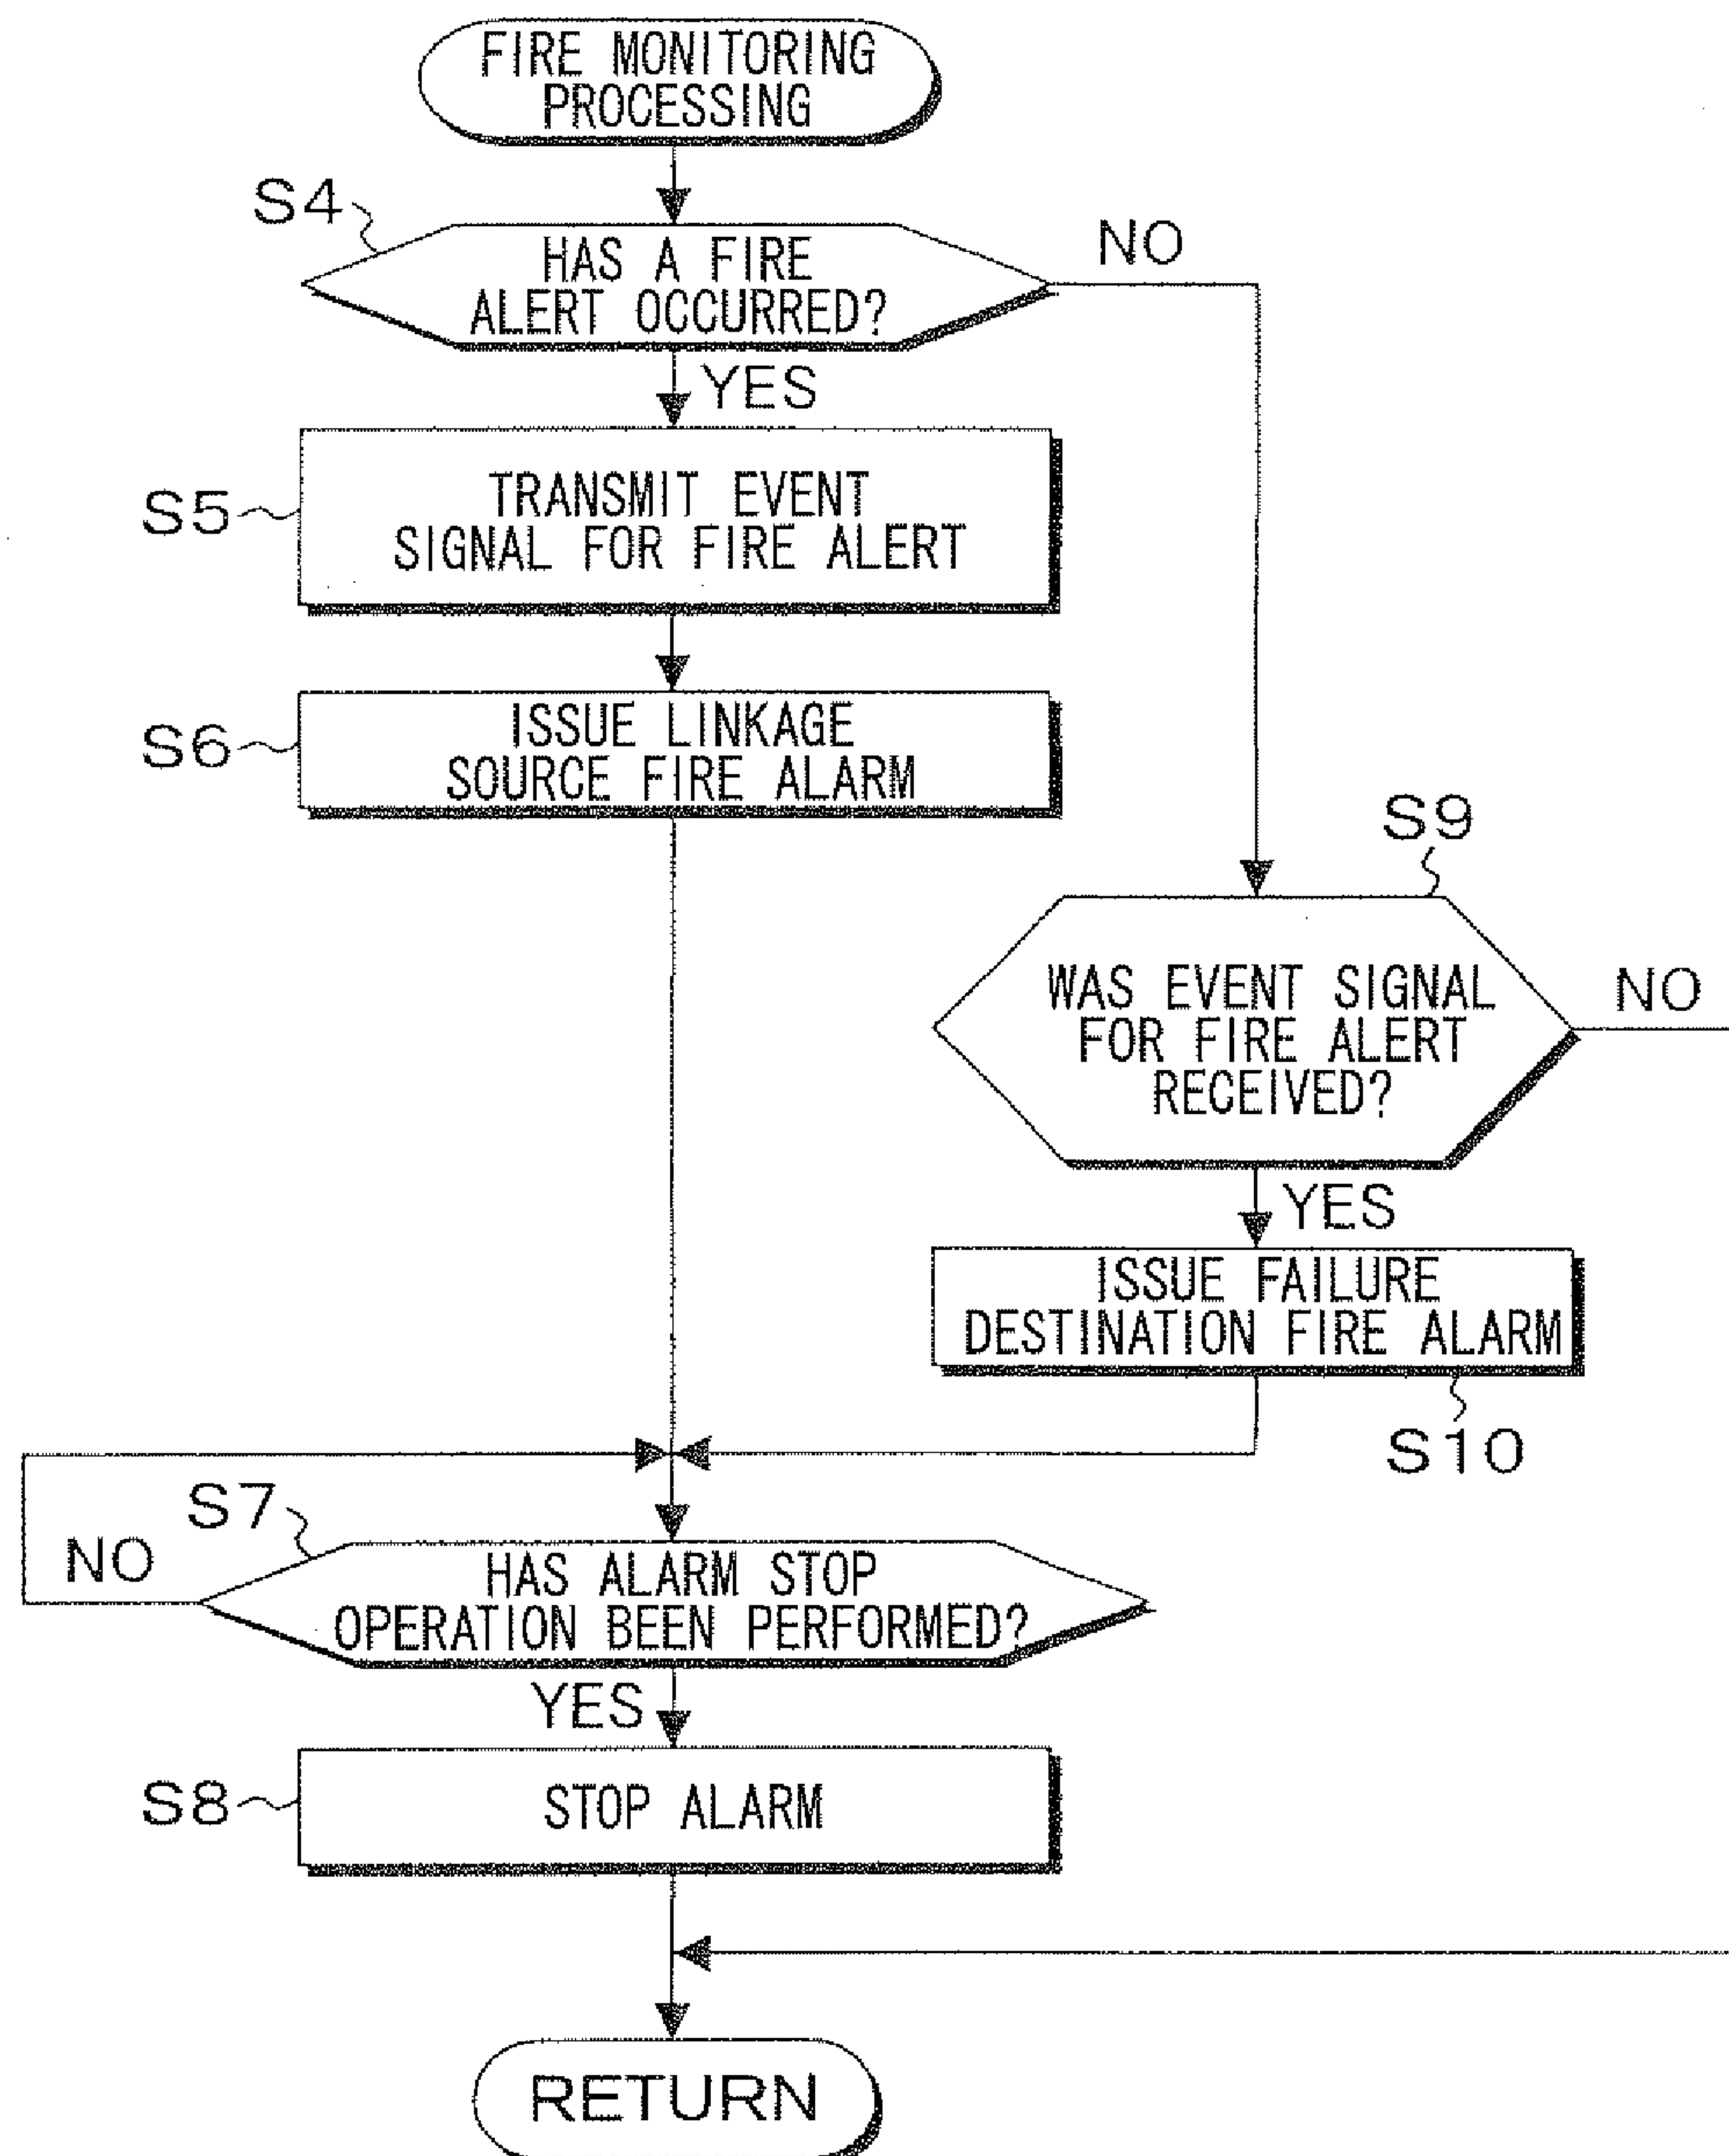 FIRE MONITORING
PROCESSING
S4
HAS A FIRE
ALERT OCCURRED?
NO
YES
S5
TRANSMIT EVENT
SIGNAL FOR FIRE ALERT
S6
ISSUE LINKAGE
SOURCE FIRE ALARM
S9
WAS EVENT SIGNAL
FOR FIRE ALERT
RECEIVED?
NO
YES
ISSUE FAILURE
DESTINATION FIRE ALARM
S10
S7
NO
HAS ALARM STOP
OPERATION BEEN PERFORMED?
YES
S8
STOP ALARM
RETURN